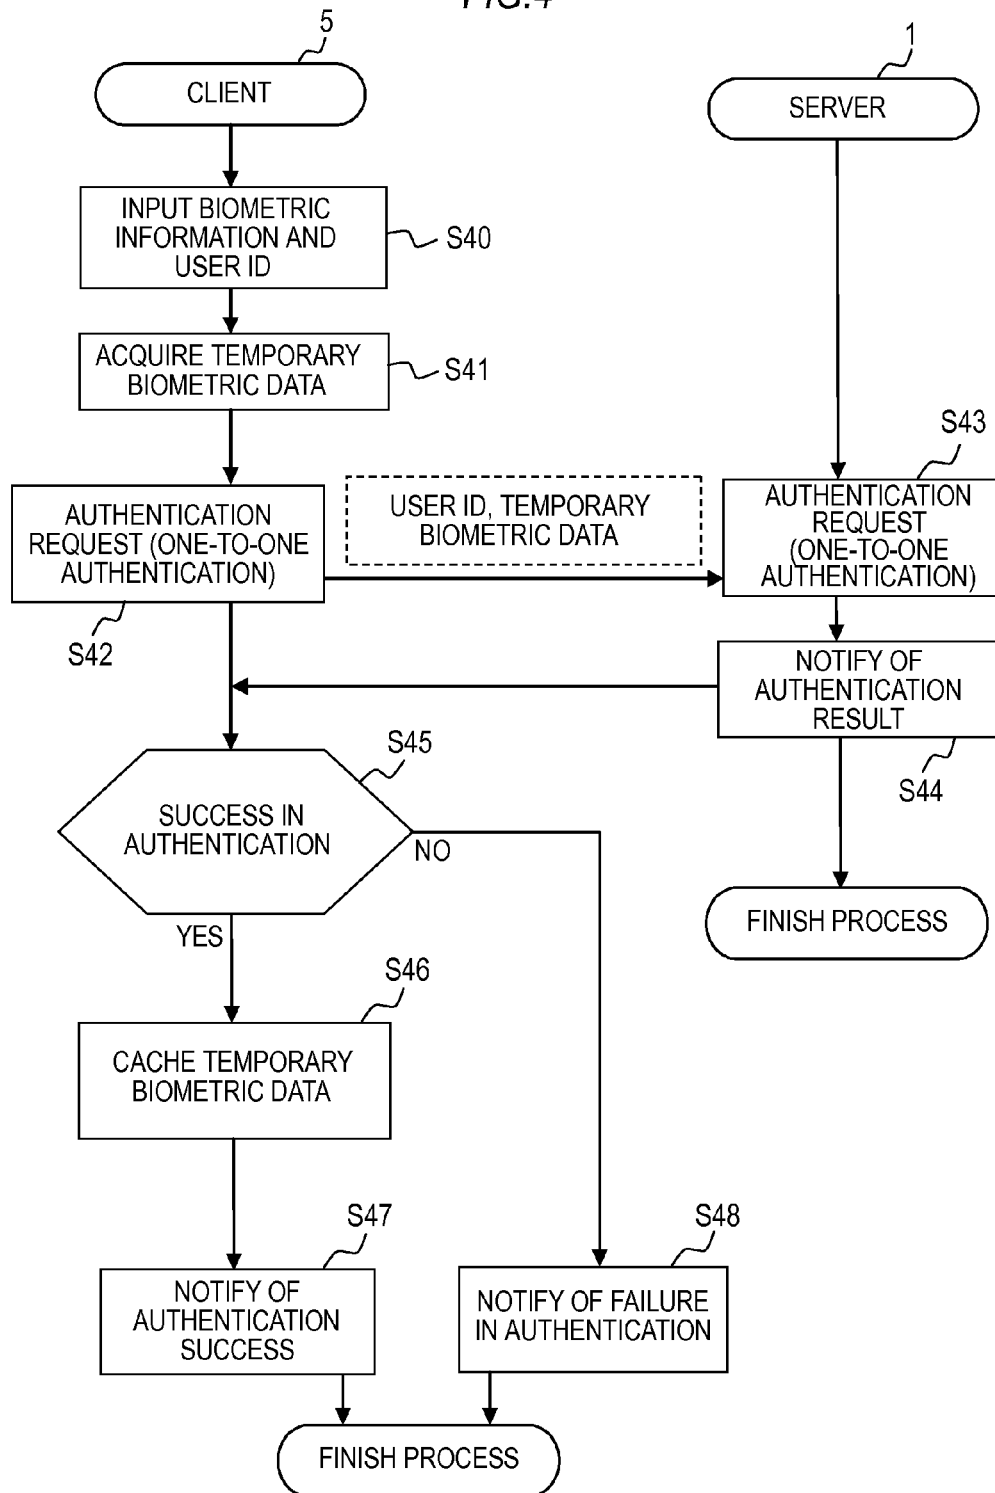 FIG.4
5
CLIENT
1
SERVER
INPUT BIOMETRIC
INFORMATION AND
USER ID
S40
ACQUIRE TEMPORARY
BIOMETRIC DATA
S41
AUTHENTICATION
REQUEST (ONE-TO-ONE
AUTHENTICATION)
S42
USER ID, TEMPORARY
BIOMETRIC DATA
S43
AUTHENTICATION
REQUEST
(ONE-TO-ONE
AUTHENTICATION)
NOTIFY OF
AUTHENTICATION
RESULT
S44
FINISH PROCESS
S45
SUCCESS IN
AUTHENTICATION
NO
YES
S46
CACHE TEMPORARY
BIOMETRIC DATA
S47
NOTIFY OF
AUTHENTICATION
SUCCESS
S48
NOTIFY OF FAILURE
IN AUTHENTICATION
FINISH PROCESS